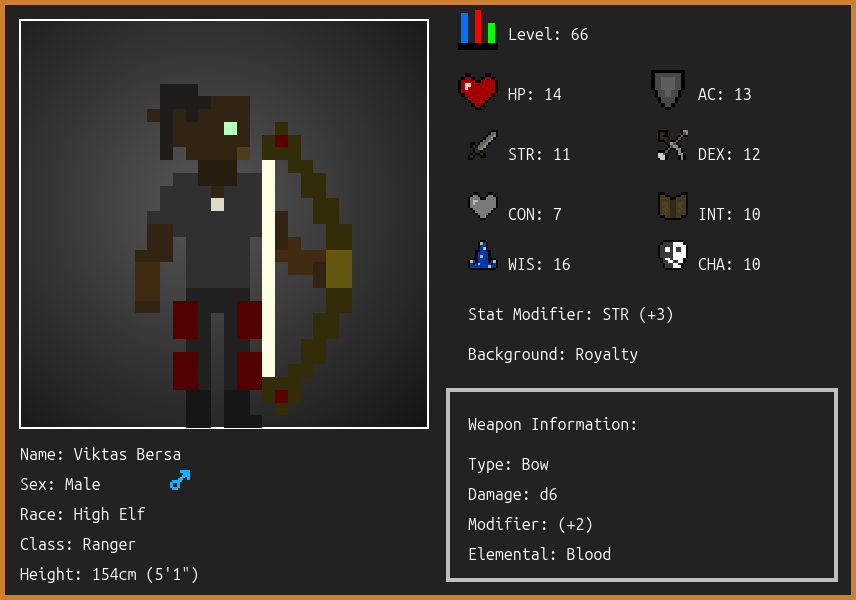 Level: 66
HP: 14
AC: 13
STR: 11
DEX: 12
CON: 7
INT: 10
WIS: 16
CHA: 10
Stat Modifier: STR (+3)
Background: Royalty
Weapon Information:
Type: Bow
Damage: d6
Modifier: (+2)
Elemental: Blood
Name: Viktas Bersa
Sex: Male
Race: High Elf
Class: Ranger
Height: 154cm (5'1")